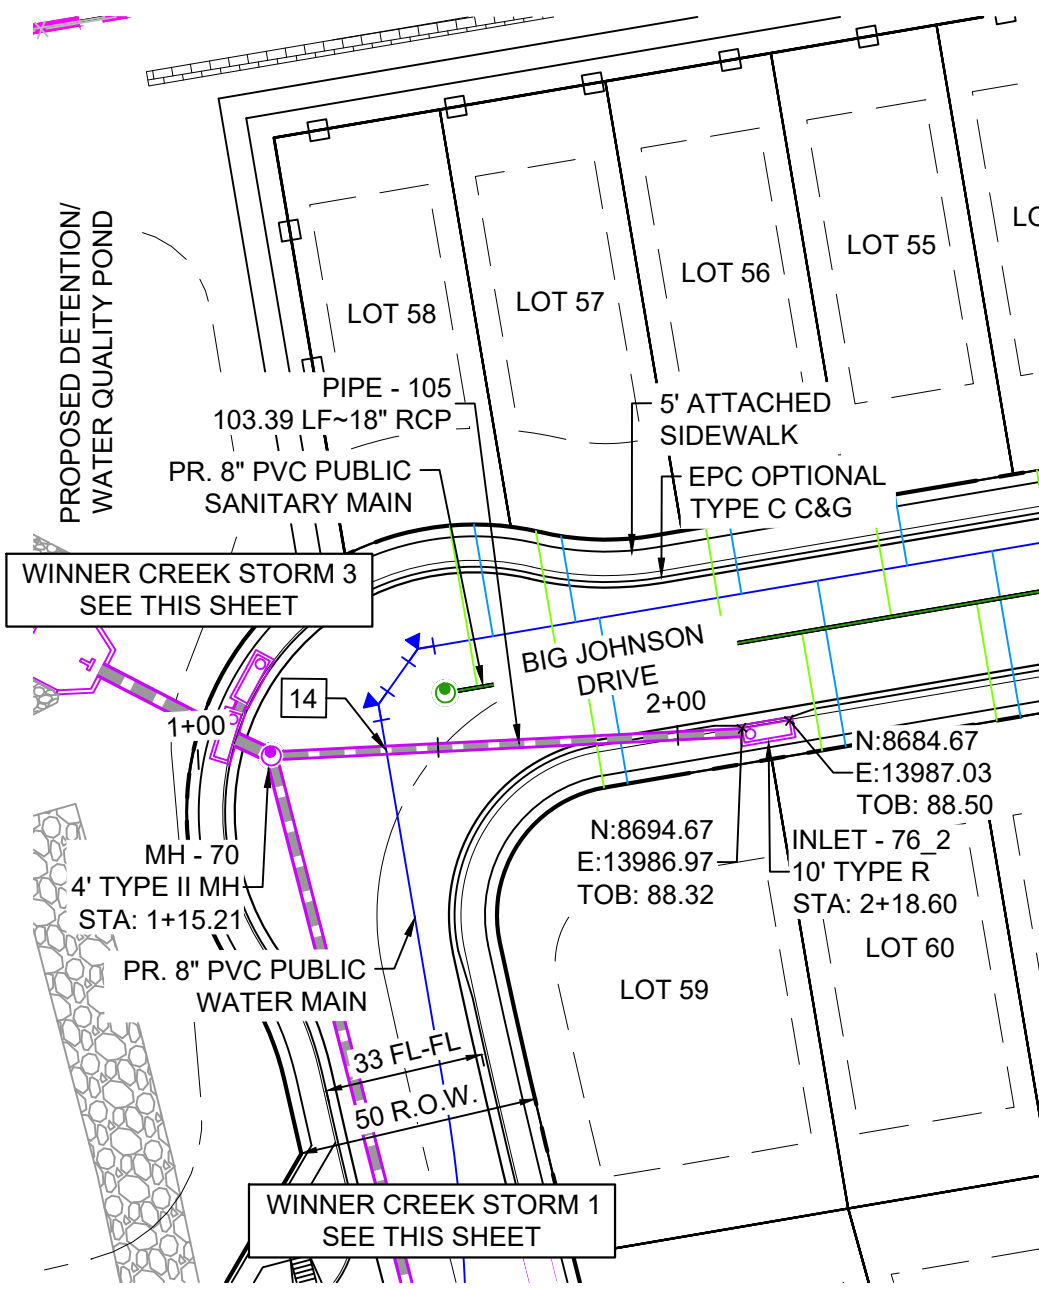 PROPOSED DETENTION/
WATER QUALITY POND
LOT 58
LOT 57
LOT 56
LOT 55
LO
PIPE - 105
103.39 LF~18" RCP
5' ATTACHED
SIDEWALK
PR. 8" PVC PUBLIC
SANITARY MAIN
EPC OPTIONAL
TYPE C C&G
WINNER CREEK STORM 3
SEE THIS SHEET
BIG JOHNSON
DRIVE
14
1+00
2+00
N:8684.67
E:13987.03
TOB: 88.50
N:8694.67
E:13986.97
TOB: 88.32
INLET - 76_2
10' TYPE R
STA: 2+18.60
MH - 70
4' TYPE II MH
STA: 1+15.21
LOT 60
PR. 8" PVC PUBLIC
WATER MAIN
LOT 59
33 FL-FL
50 R.O.W.
WINNER CREEK STORM 1
SEE THIS SHEET